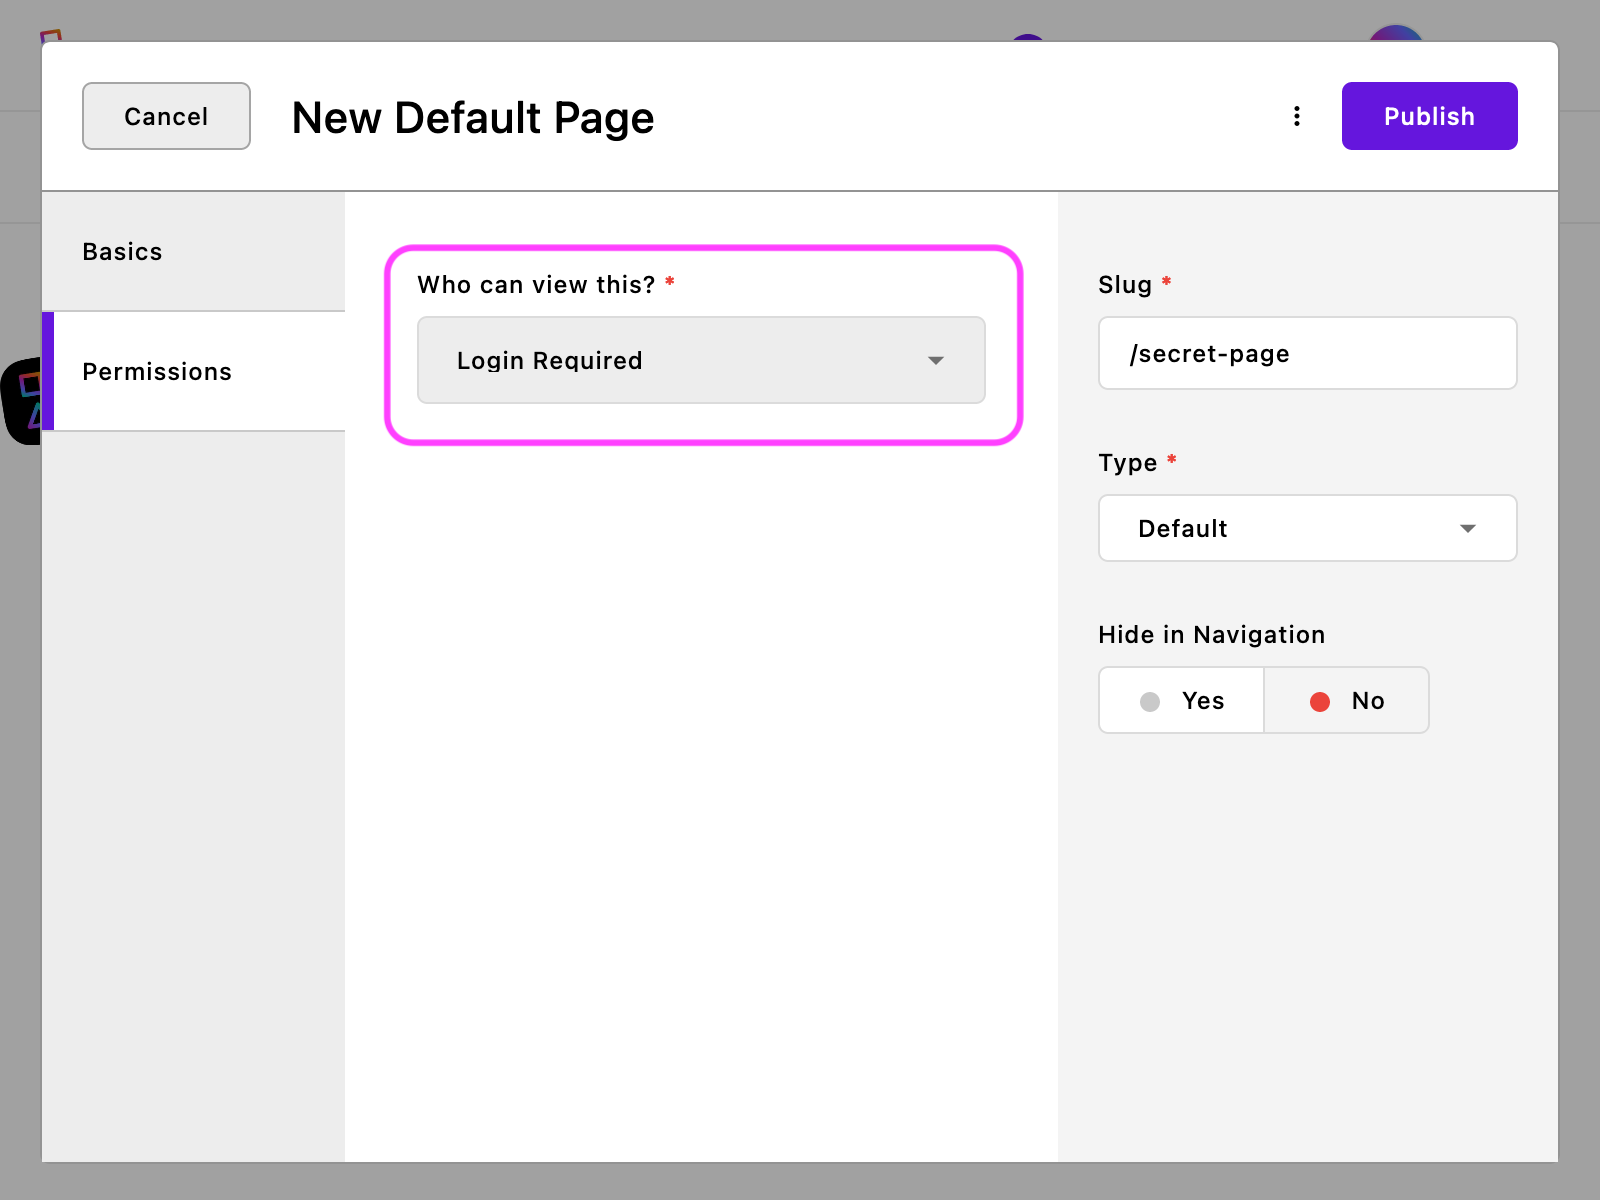 Cancel
New Default Page
Publish
Basics
Permissions
Who can view this? *
Login Required
Slug *
/secret-page
Type *
Default
Hide in Navigation
Yes
No